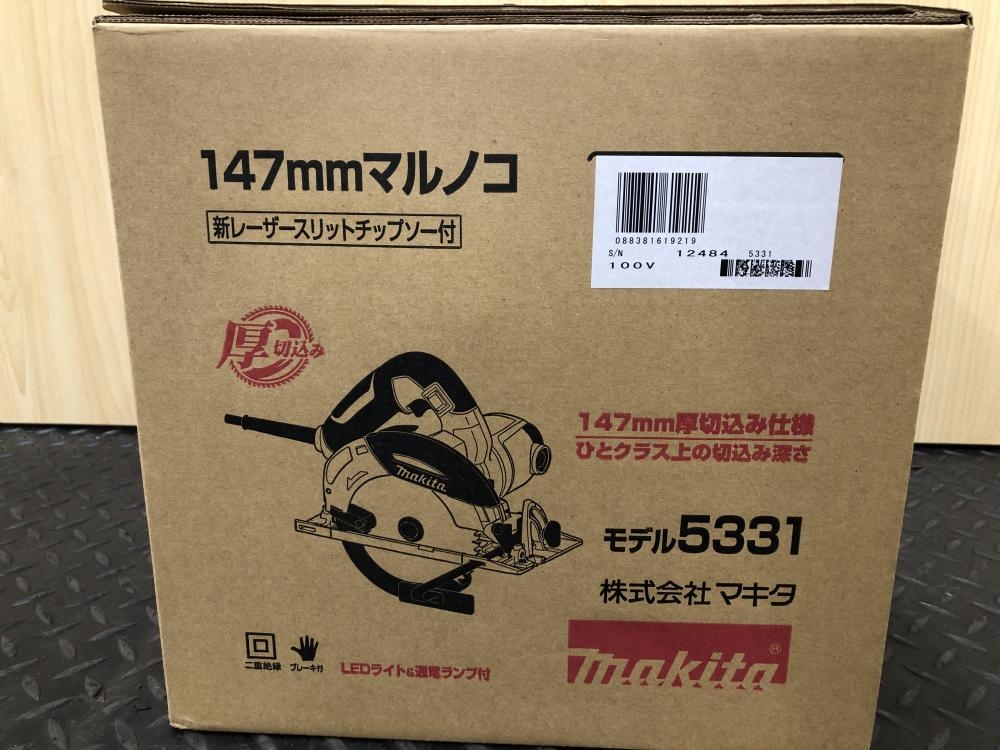 147mmマルノコ
新レーザースリットチップソー付
088381619219
S/N 12484 5331
100V
厚切込み
147mm厚切込み仕様
ひとクラス上の切込み深さ
makita
モデル5331
株式会社マキタ
二重絶縁 ブレーキ付 LEDライト&通電ランプ付
makita®